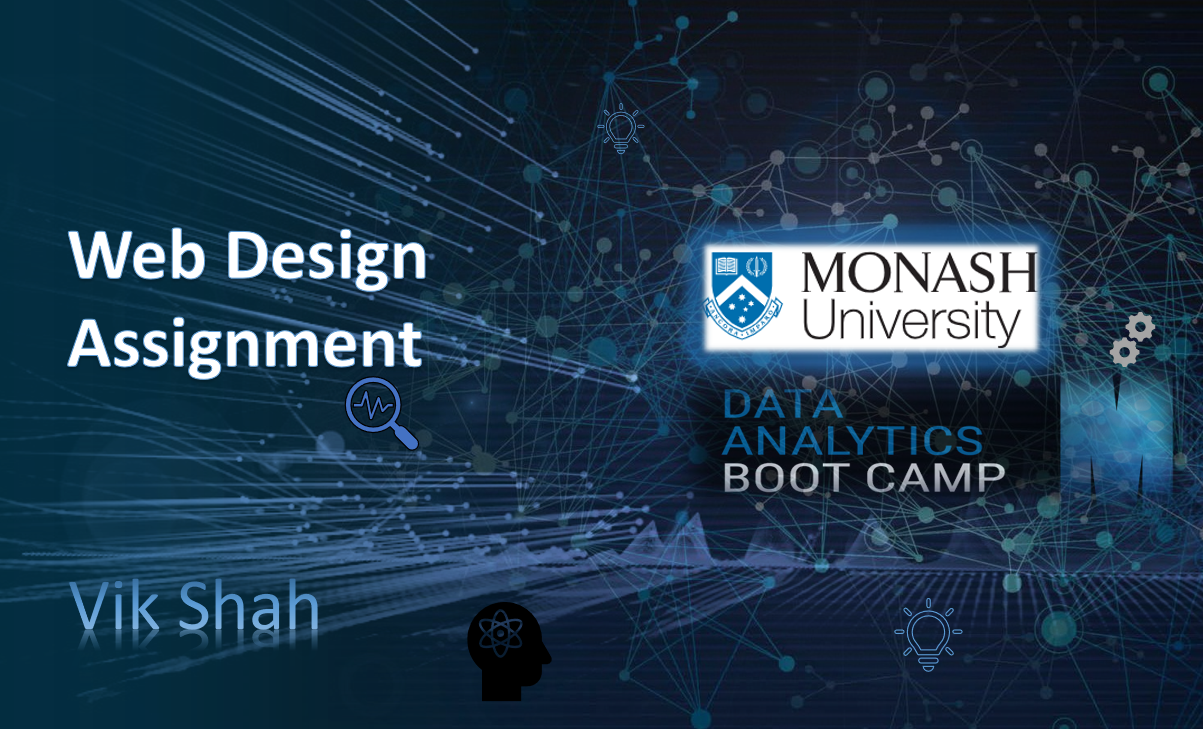 Web Design
Assignment
MONASH
University
DATA
ANALYTICS
BOOT CAMP
Vik Shah